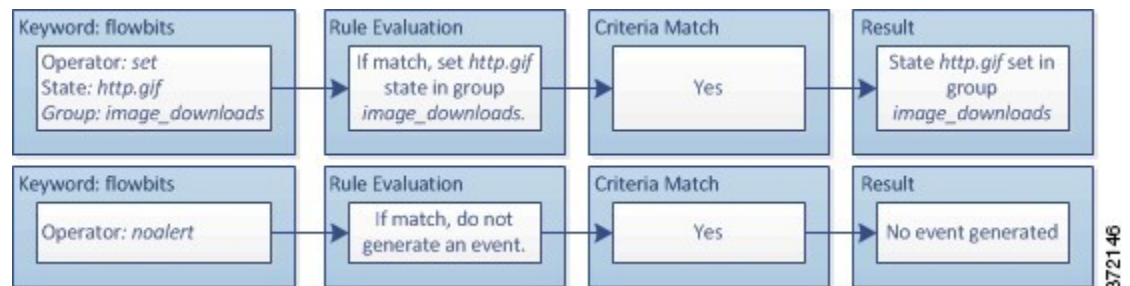 Keyword: flowbits
Operator: set
State: http.gif
Group: image_downloads
Rule Evaluation
If match, set http.gif
state in group
image_downloads.
Criteria Match
Yes
Result
State http.gif set in
group
image_downloads
Keyword: flowbits
Operator: noalert
Rule Evaluation
If match, do not
generate an event.
Criteria Match
Yes
Result
No event generated
372146